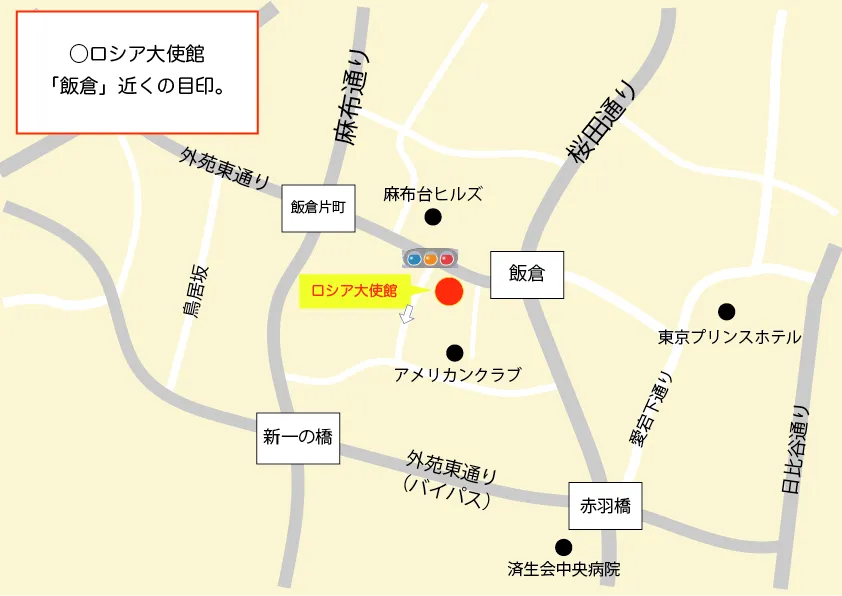 ○ロシア大使館
「飯倉」近くの目印。
麻布通り
桜田通り
外苑東通り
麻布台ヒルズ
飯倉片町
飯倉
鳥居坂
ロシア大使館
東京プリンスホテル
アメリカンクラブ
愛宕下通り
日比谷通り
新一の橋
外苑東通り
（バイパス）
赤羽橋
済生会中央病院